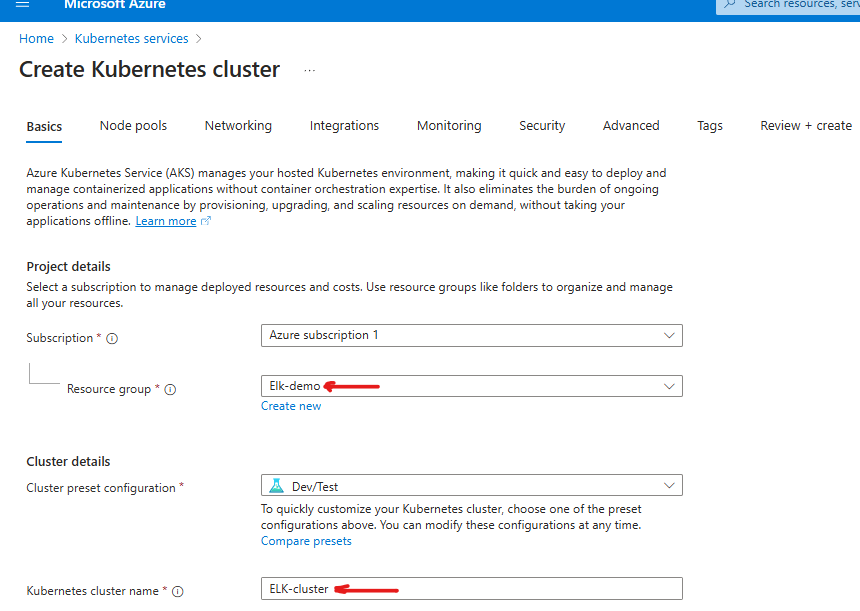 Microsoft Azure
Search resources, serv
Home > Kubernetes services >
Create Kubernetes cluster ...
Basics Node pools Networking Integrations Monitoring Security Advanced Tags Review + create
Azure Kubernetes Service (AKS) manages your hosted Kubernetes environment, making it quick and easy to deploy and
manage containerized applications without container orchestration expertise. It also eliminates the burden of ongoing
operations and maintenance by provisioning, upgrading, and scaling resources on demand, without taking your
applications offline. Learn more
Project details
Select a subscription to manage deployed resources and costs. Use resource groups like folders to organize and manage
all your resources.
Subscription * Azure subscription 1
Resource group * Elk-demo
Create new
Cluster details
Cluster preset configuration * Dev/Test
To quickly customize your Kubernetes cluster, choose one of the preset
configurations above. You can modify these configurations at any time.
Compare presets
Kubernetes cluster name * ELK-cluster